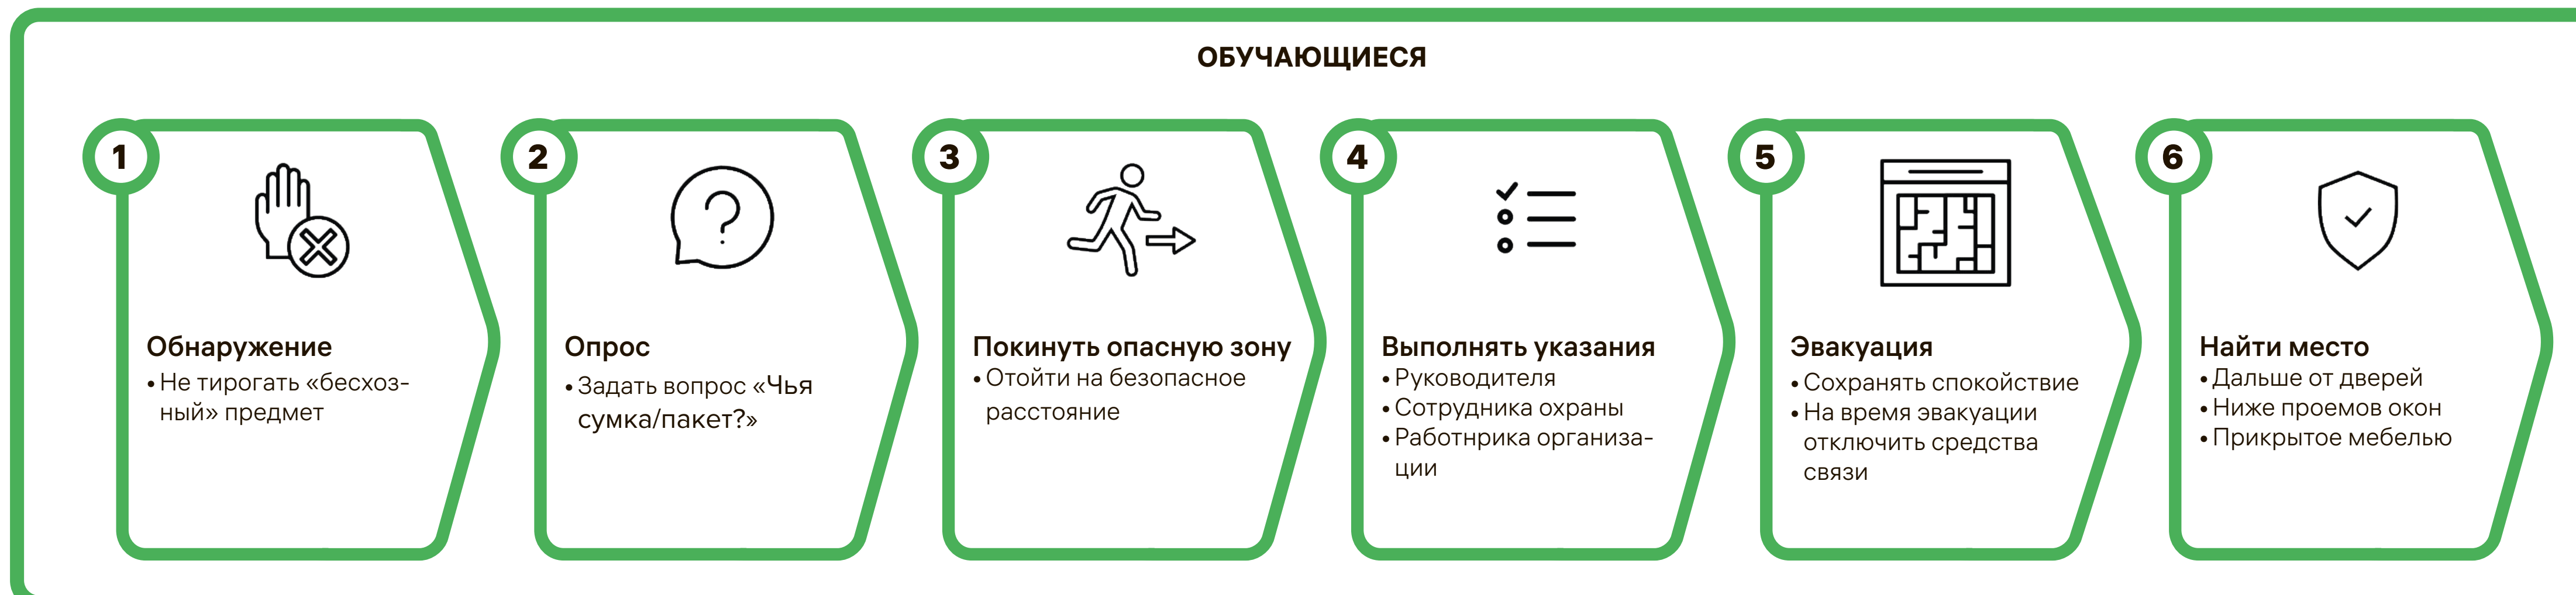 ОБУЧАЮЩИЕСЯ
1
Обнаружение
• Не тирогать «бесхоз-
ный» предмет
2
Опрос
• Задать вопрос «Чья
сумка/пакет?»
3
Покинуть опасную зону
• Отойти на безопасное
расстояние
4
Выполнять указания
• Руководителя
• Сотрудника охраны
• Работнрика организа-
ции
5
Эвакуация
• Сохранять спокойствие
• На время эвакуации
отключить средства
связи
6
Найти место
• Дальше от дверей
• Ниже проемов окон
• Прикрытое мебелью